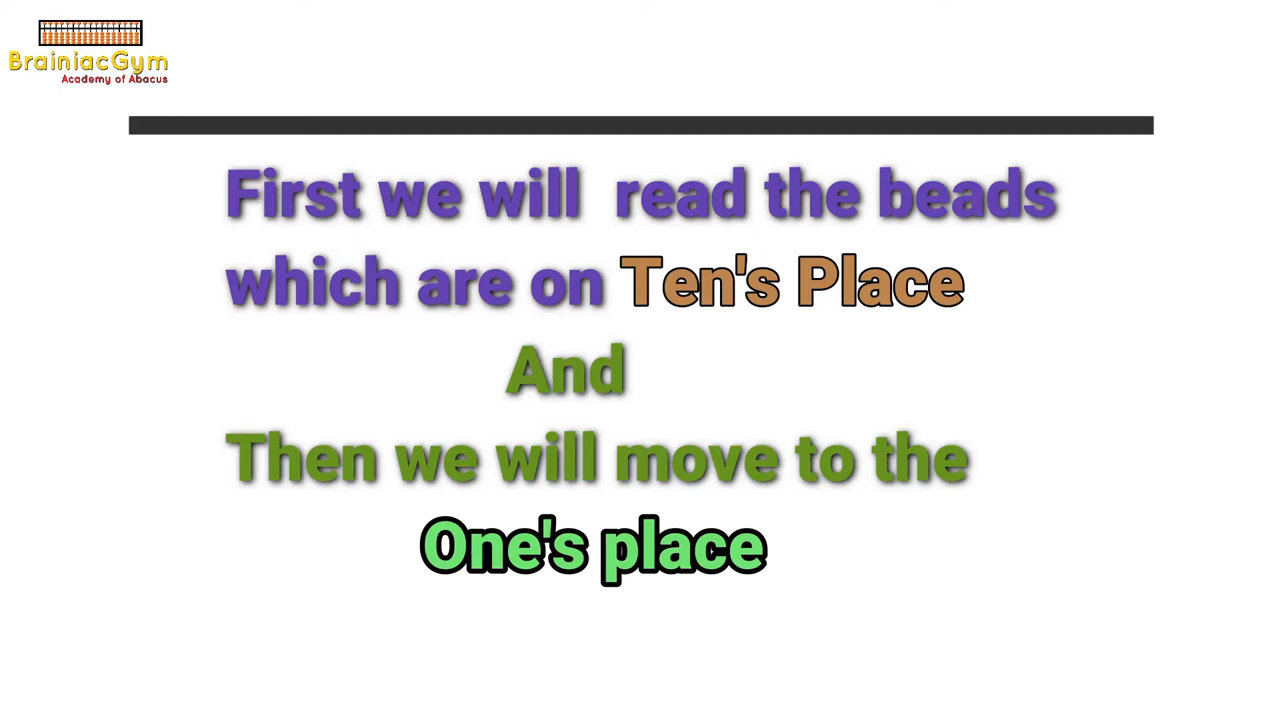 BrainiacGym
Academy of Abacus
First we will read the beads
which are on Ten's Place
And
Then we will move to the
One's place